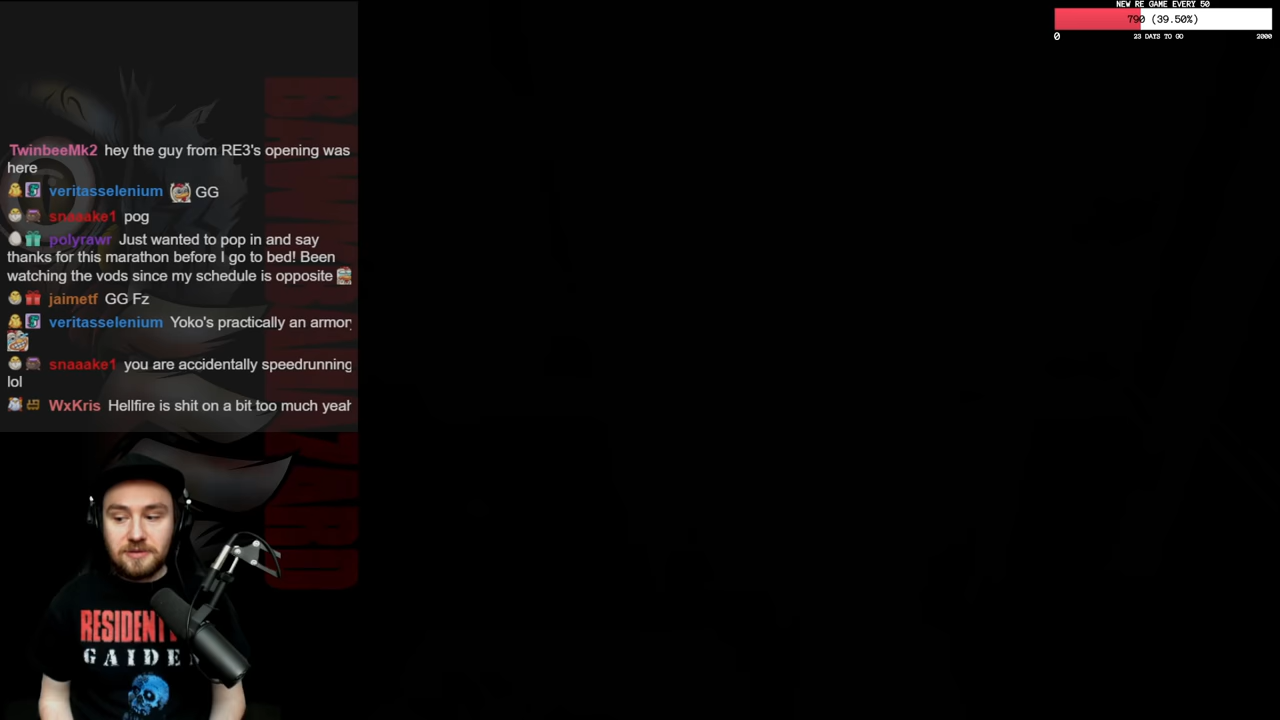 NEW RE GAME EVERY 50
790 (39.50%)
0 23 DAYS TO GO 2000
TwinbeeMk2 hey the guy from RE3's opening was
here
veritasselenium GG
snaaake1 pog
polyrawr Just wanted to pop in and say
thanks for this marathon before I go to bed! Been
watching the vods since my schedule is opposite
jaimetf GG Fz
veritasselenium Yoko's practically an armory
snaaake1 you are accidentally speedrunning
lol
WxKris Hellfire is shit on a bit too much yeah
RESIDENT
GAIDEN